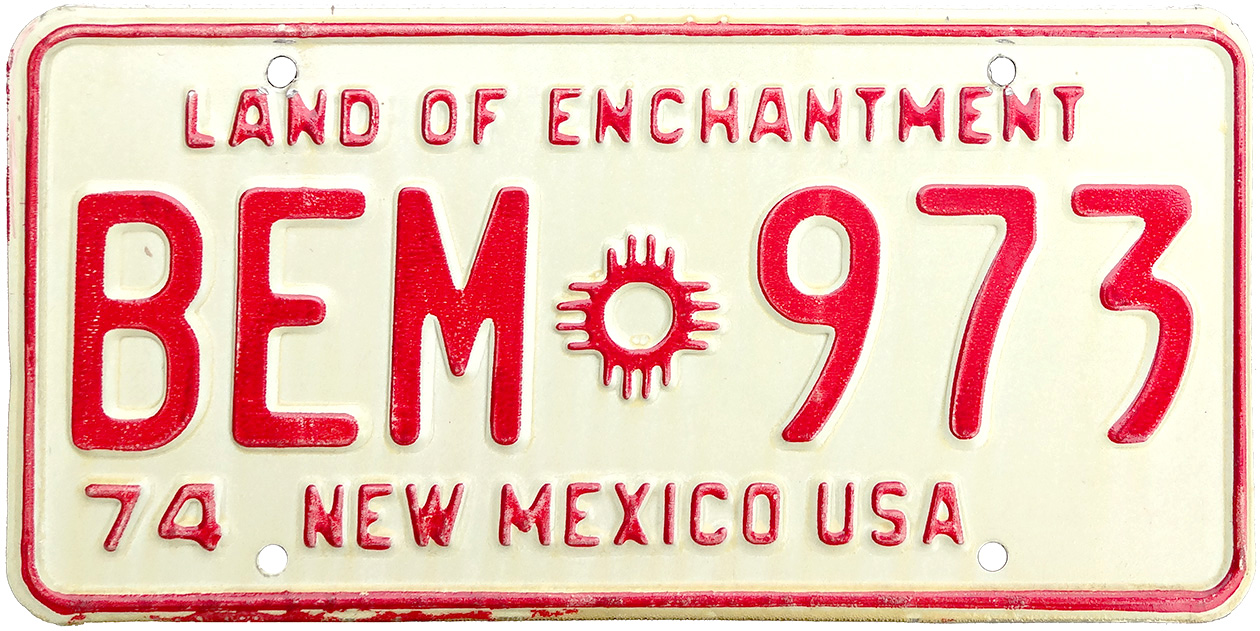 LAND OF ENCHANTMENT
BEM 973
74 NEW MEXICO USA